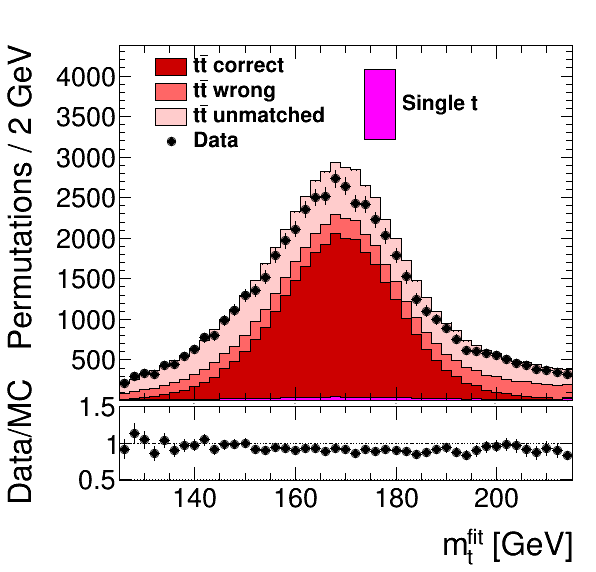 Permutations / 2 GeV
4000
3500
3000
2500
2000
1500
1000
500
tt̄ correct
tt̄ wrong
tt̄ unmatched
Data
Single t
Data/MC
1.5
1
0.5
140 160 180 200
m_t^fit [GeV]